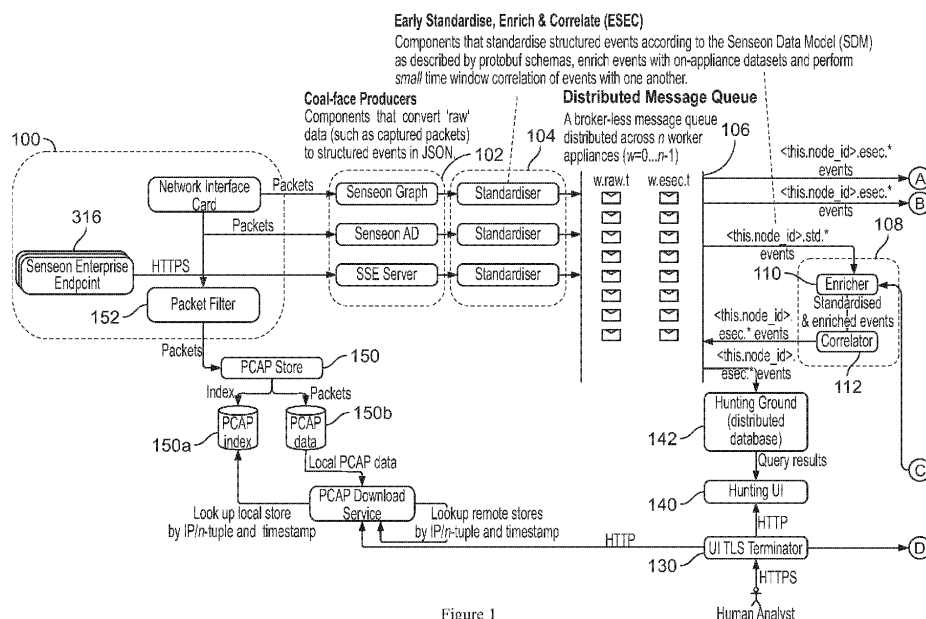 Early Standardise, Enrich & Correlate (ESEC)
Components that standardise structured events according to the Senseon Data Model (SDM)
as described by protobuf schemas, enrich events with on-appliance datasets and perform
small time window correlation of events with one another.
Coal-face Producers
Components that convert 'raw'
data (such as captured packets)
to structured events in JSON.
Distributed Message Queue
A broker-less message queue
distributed across n worker
appliances (w=0...n-1)
100
102
104
106
Network Interface
Card
Packets
Senseon Graph
Standardiser
w.raw.t
w.esec.t
<this.node_id>.esec.*
events
A
<this.node_id>.esec.*
events
B
316
Senseon Enterprise
Endpoint
Packets
Senseon AD
Standardiser
HTTPS
SSE Server
Standardiser
<this.node_id>.std.*
events
108
110
Enricher
Standardised
& enriched events
152
Packet Filter
<this.node_id>.
esec.* events
Correlator
112
<this.node_id>.
esec.* events
Packets
PCAP Store
150
Index
Packets
150a
PCAP
index
PCAP
data
150b
142
Hunting Ground
(distributed
database)
Local PCAP data
Query results
C
PCAP Download
Service
Look up local store
by IP/n-tuple and timestamp
Lookup remote stores
by IP/n-tuple and timestamp
140
Hunting UI
HTTP
HTTP
UI TLS Terminator
130
D
HTTPS
Human Analyst
Figure 1